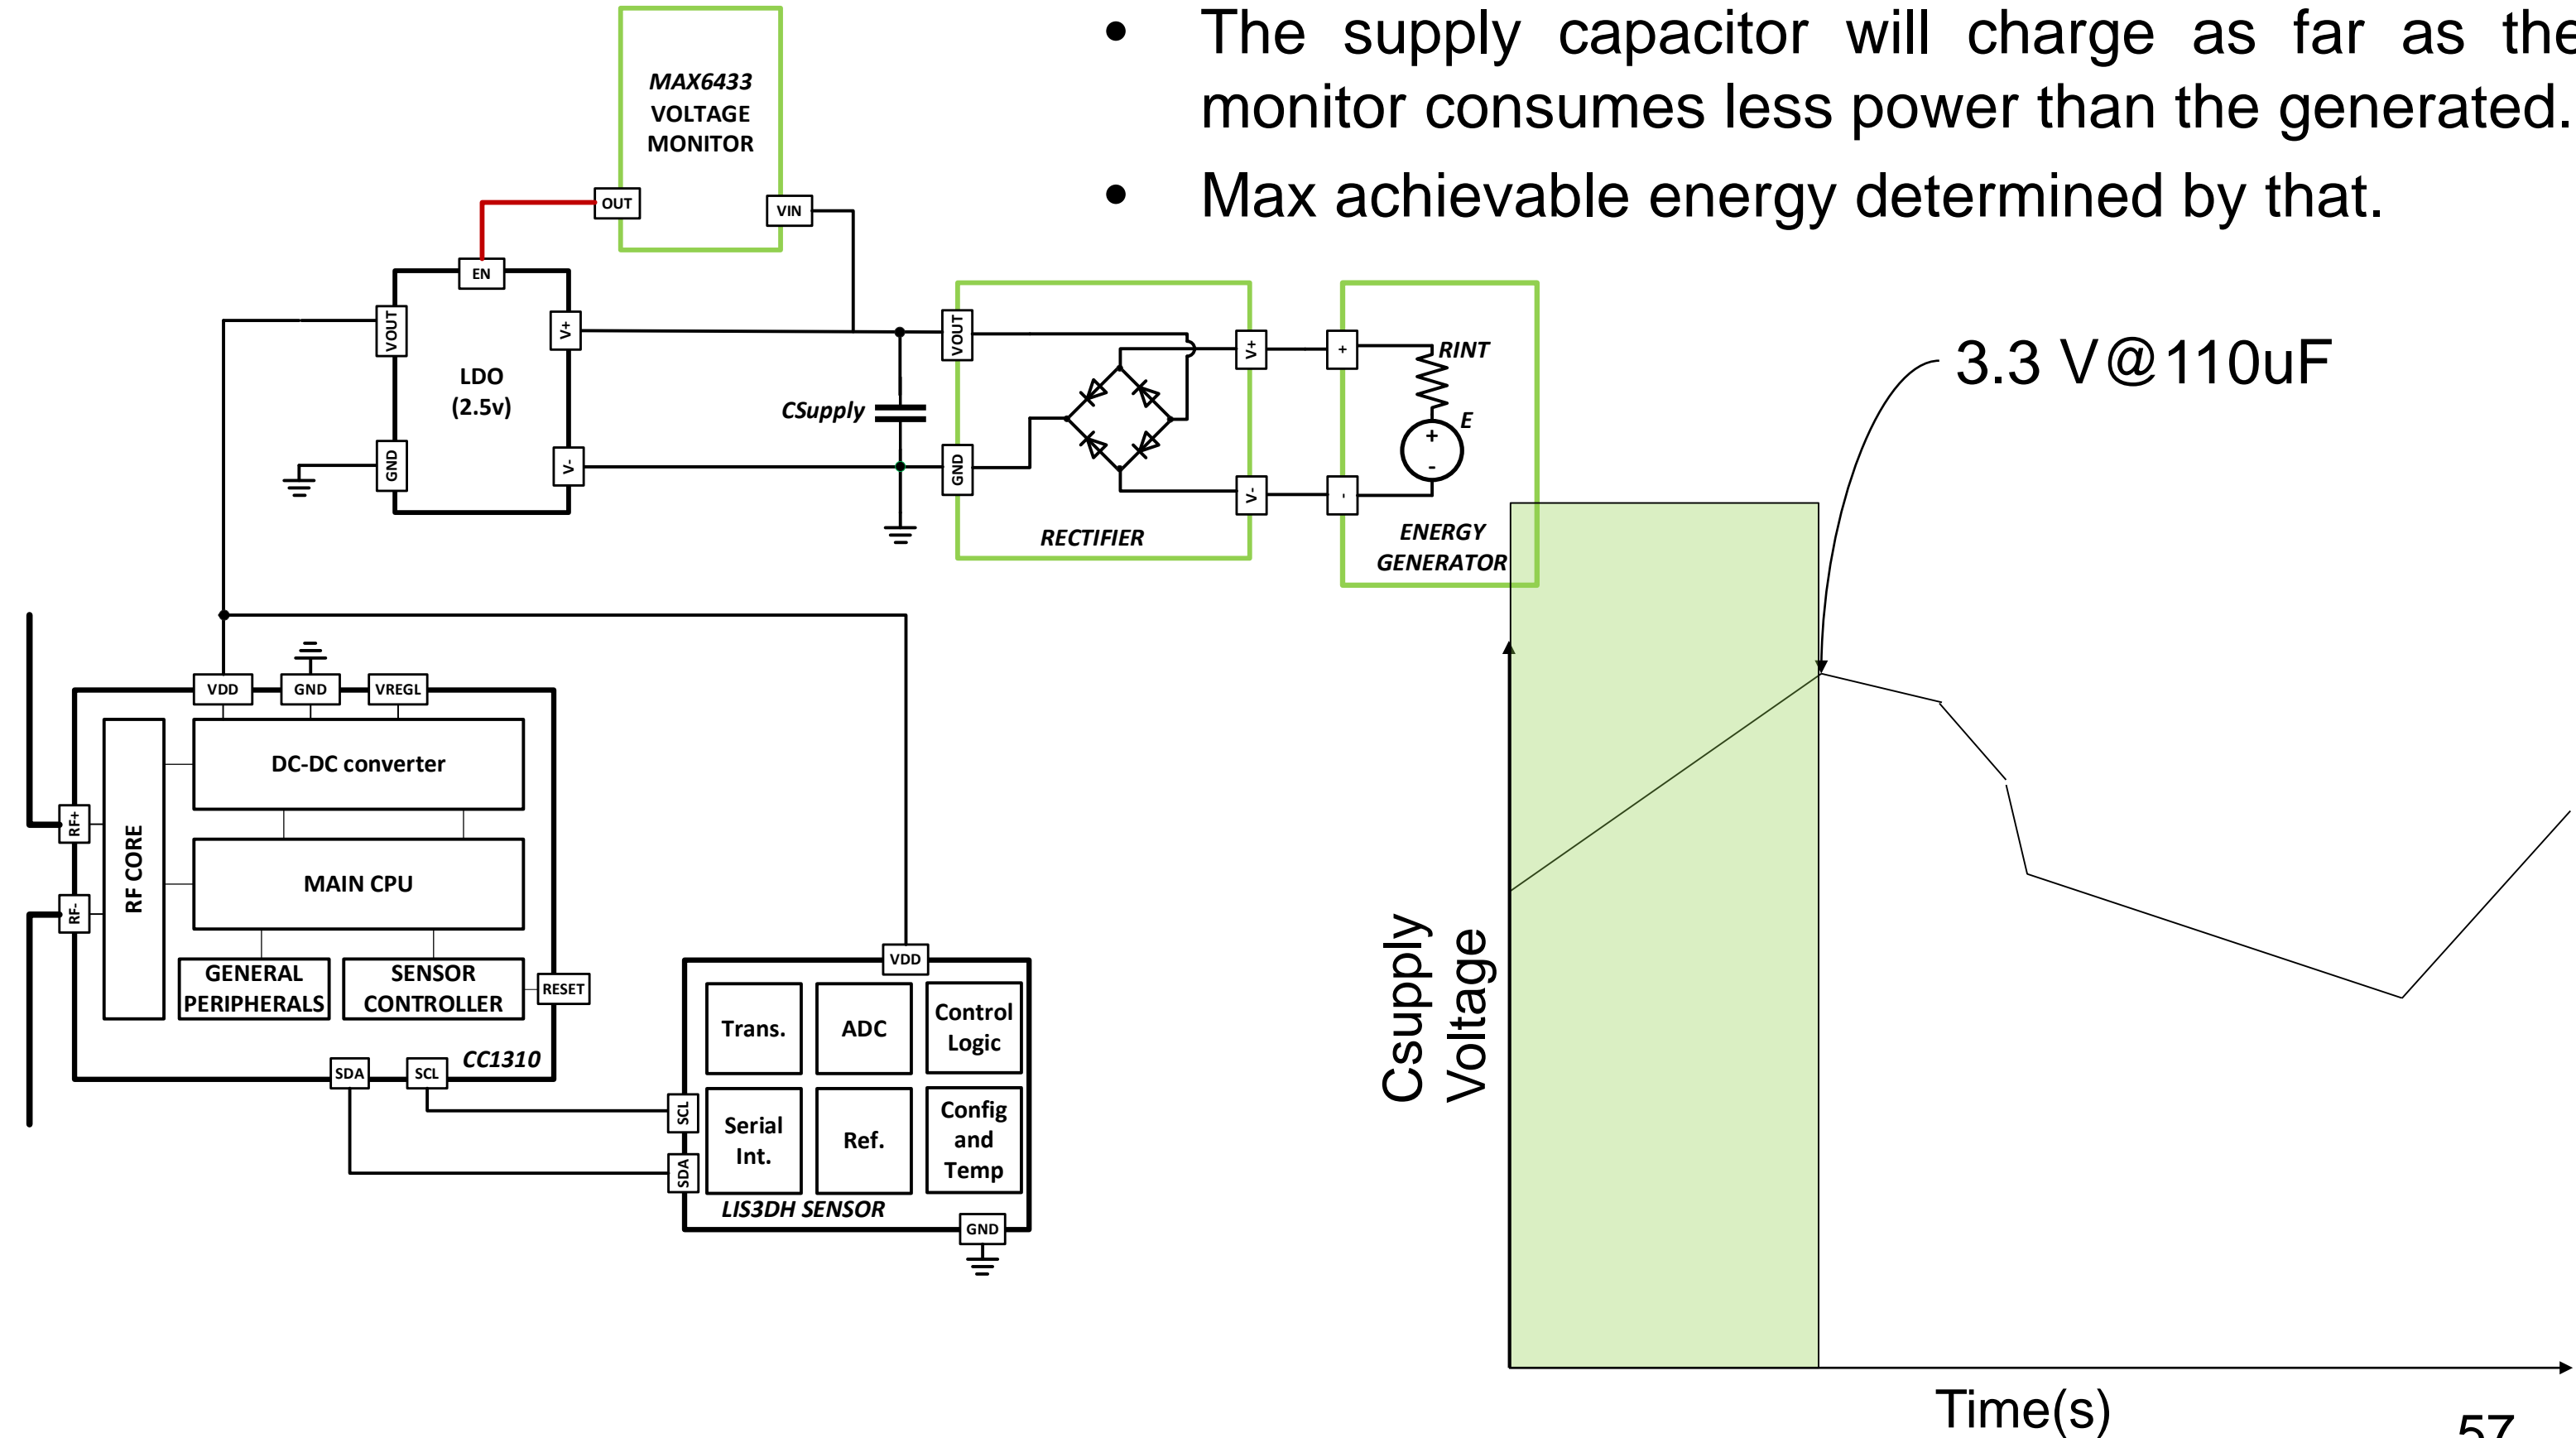 • The supply capacitor will charge as far as the
monitor consumes less power than the generated.
• Max achievable energy determined by that.
MAX6433
VOLTAGE
MONITOR
OUT
VIN
EN
VOUT
V+
LDO
(2.5v)
GND
V-
CSupply
VOUT
GND
V+
V-
RECTIFIER
+
-
RINT
E
+
-
ENERGY
GENERATOR
3.3 V@110uF
VDD
GND
VREGL
DC-DC converter
RF+
RF-
RF CORE
MAIN CPU
GENERAL
PERIPHERALS
SENSOR
CONTROLLER
RESET
CC1310
SDA
SCL
VDD
Trans.
ADC
Control
Logic
SCL
SDA
Serial
Int.
Ref.
Config
and
Temp
LIS3DH SENSOR
GND
Csupply
Voltage
Time(s)
57